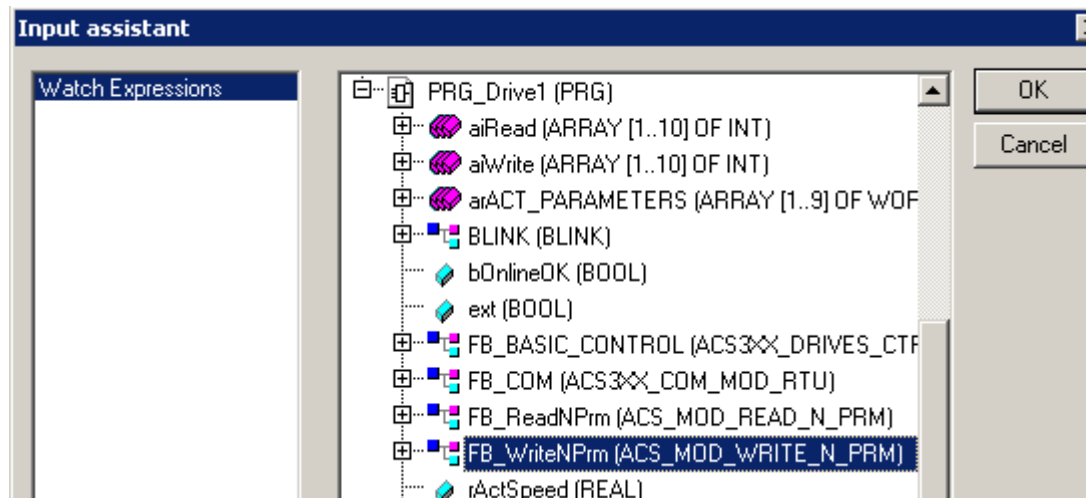 Input assistant
Watch Expressions
PRG_Drive1 (PRG)
OK
aiRead (ARRAY [1..10] OF INT)
Cancel
aiWrite (ARRAY [1..10] OF INT)
arACT_PARAMETERS (ARRAY [1..9] OF WOF
BLINK (BLINK)
bOnlineOK (BOOL)
ext (BOOL)
FB_BASIC_CONTROL (ACS3XX_DRIVES_CTF
FB_COM (ACS3XX_COM_MOD_RTU)
FB_ReadNPrm (ACS_MOD_READ_N_PRM)
FB_WriteNPrm (ACS_MOD_WRITE_N_PRM)
rActSpeed (REAL)